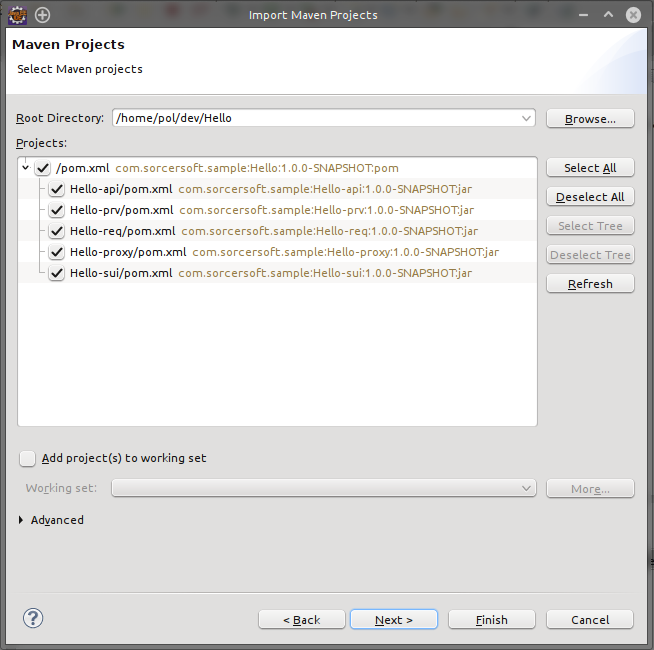 Import Maven Projects
Maven Projects
Select Maven projects
Root Directory: /home/pol/dev/Hello Browse...
Projects:
/pom.xml com.sorcersoft.sample:Hello:1.0.0-SNAPSHOT:pom Select All
Hello-api/pom.xml com.sorcersoft.sample:Hello-api:1.0.0-SNAPSHOT:jar Deselect All
Hello-prv/pom.xml com.sorcersoft.sample:Hello-prv:1.0.0-SNAPSHOT:jar Select Tree
Hello-req/pom.xml com.sorcersoft.sample:Hello-req:1.0.0-SNAPSHOT:jar
Hello-proxy/pom.xml com.sorcersoft.sample:Hello-proxy:1.0.0-SNAPSHOT:jar Deselect Tree
Hello-sui/pom.xml com.sorcersoft.sample:Hello-sui:1.0.0-SNAPSHOT:jar Refresh
Add project(s) to working set
Working set: More...
Advanced
? < Back Next > Finish Cancel